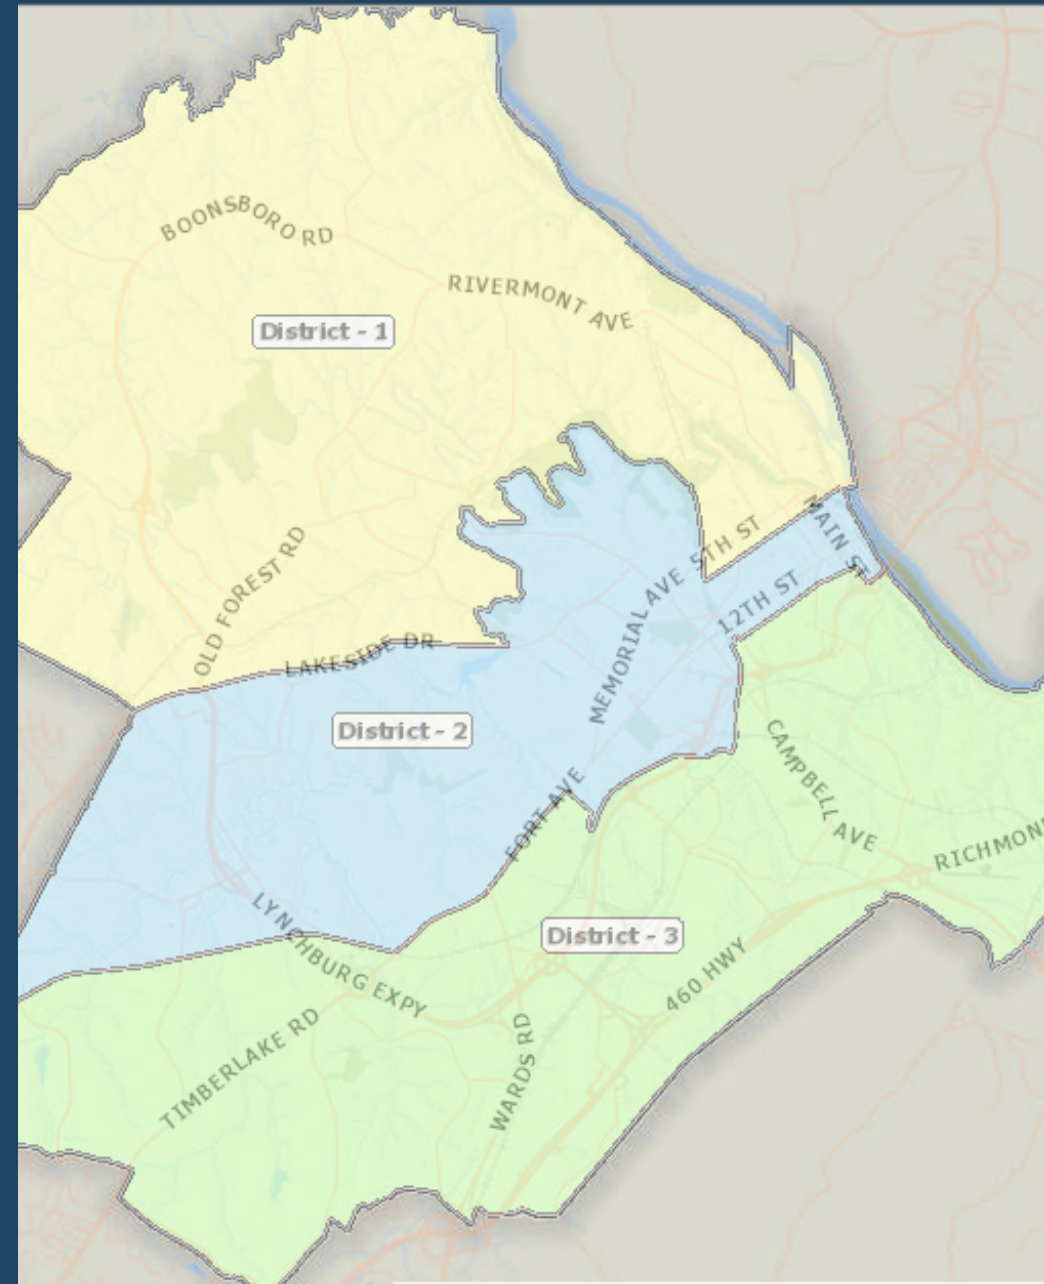 BOONSBORO RD
RIVERMONT AVE
District - 1
MAIN ST
5TH ST
OLD FOREST RD
12TH ST
MEMORIAL AVE
LAKESIDE DR
District - 2
CAMPBELL AVE
FORT AVE
RICHMON
LYNCHBURG EXPY
District - 3
460 HWY
TIMBERLAKE RD
WARDS RD